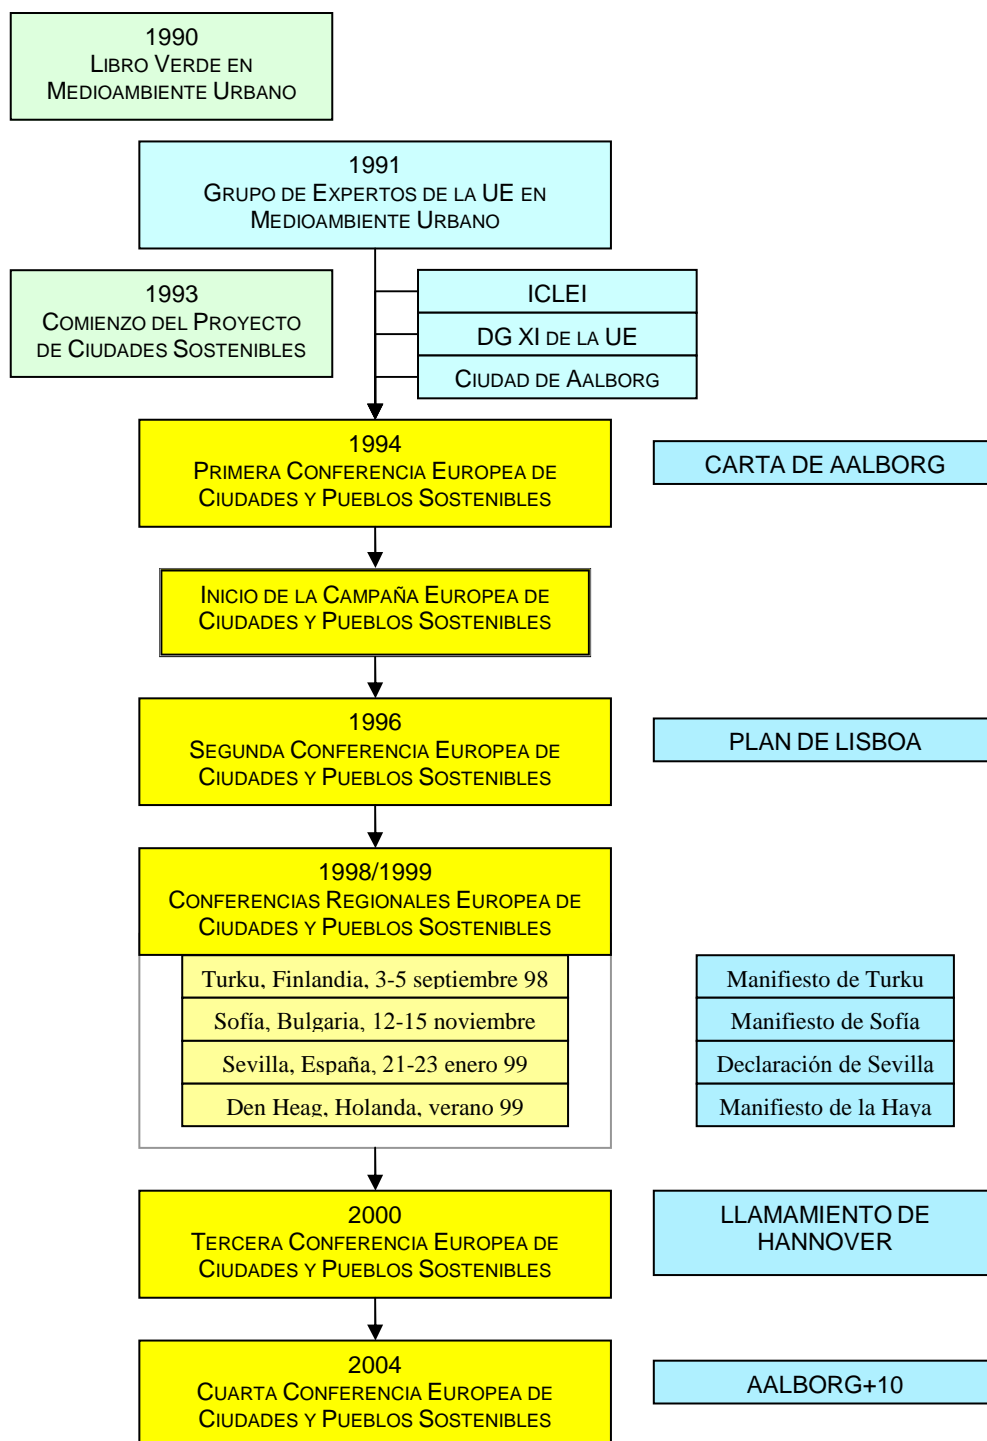 1990
LIBRO VERDE EN
MEDIOAMBIENTE URBANO
1991
GRUPO DE EXPERTOS DE LA UE EN
MEDIOAMBIENTE URBANO
1993
COMIENZO DEL PROYECTO
DE CIUDADES SOSTENIBLES
ICLEI
DG XI DE LA UE
CIUDAD DE AALBORG
1994
PRIMERA CONFERENCIA EUROPEA DE
CIUDADES Y PUEBLOS SOSTENIBLES
CARTA DE AALBORG
INICIO DE LA CAMPAÑA EUROPEA DE
CIUDADES Y PUEBLOS SOSTENIBLES
1996
SEGUNDA CONFERENCIA EUROPEA DE
CIUDADES Y PUEBLOS SOSTENIBLES
PLAN DE LISBOA
1998/1999
CONFERENCIAS REGIONALES EUROPEA DE
CIUDADES Y PUEBLOS SOSTENIBLES
Turku, Finlandia, 3-5 septiembre 98
Manifiesto de Turku
Sofía, Bulgaria, 12-15 noviembre
Manifiesto de Sofía
Sevilla, España, 21-23 enero 99
Declaración de Sevilla
Den Heag, Holanda, verano 99
Manifiesto de la Haya
2000
TERCERA CONFERENCIA EUROPEA DE
CIUDADES Y PUEBLOS SOSTENIBLES
LLAMAMIENTO DE
HANNOVER
2004
CUARTA CONFERENCIA EUROPEA DE
CIUDADES Y PUEBLOS SOSTENIBLES
AALBORG+10